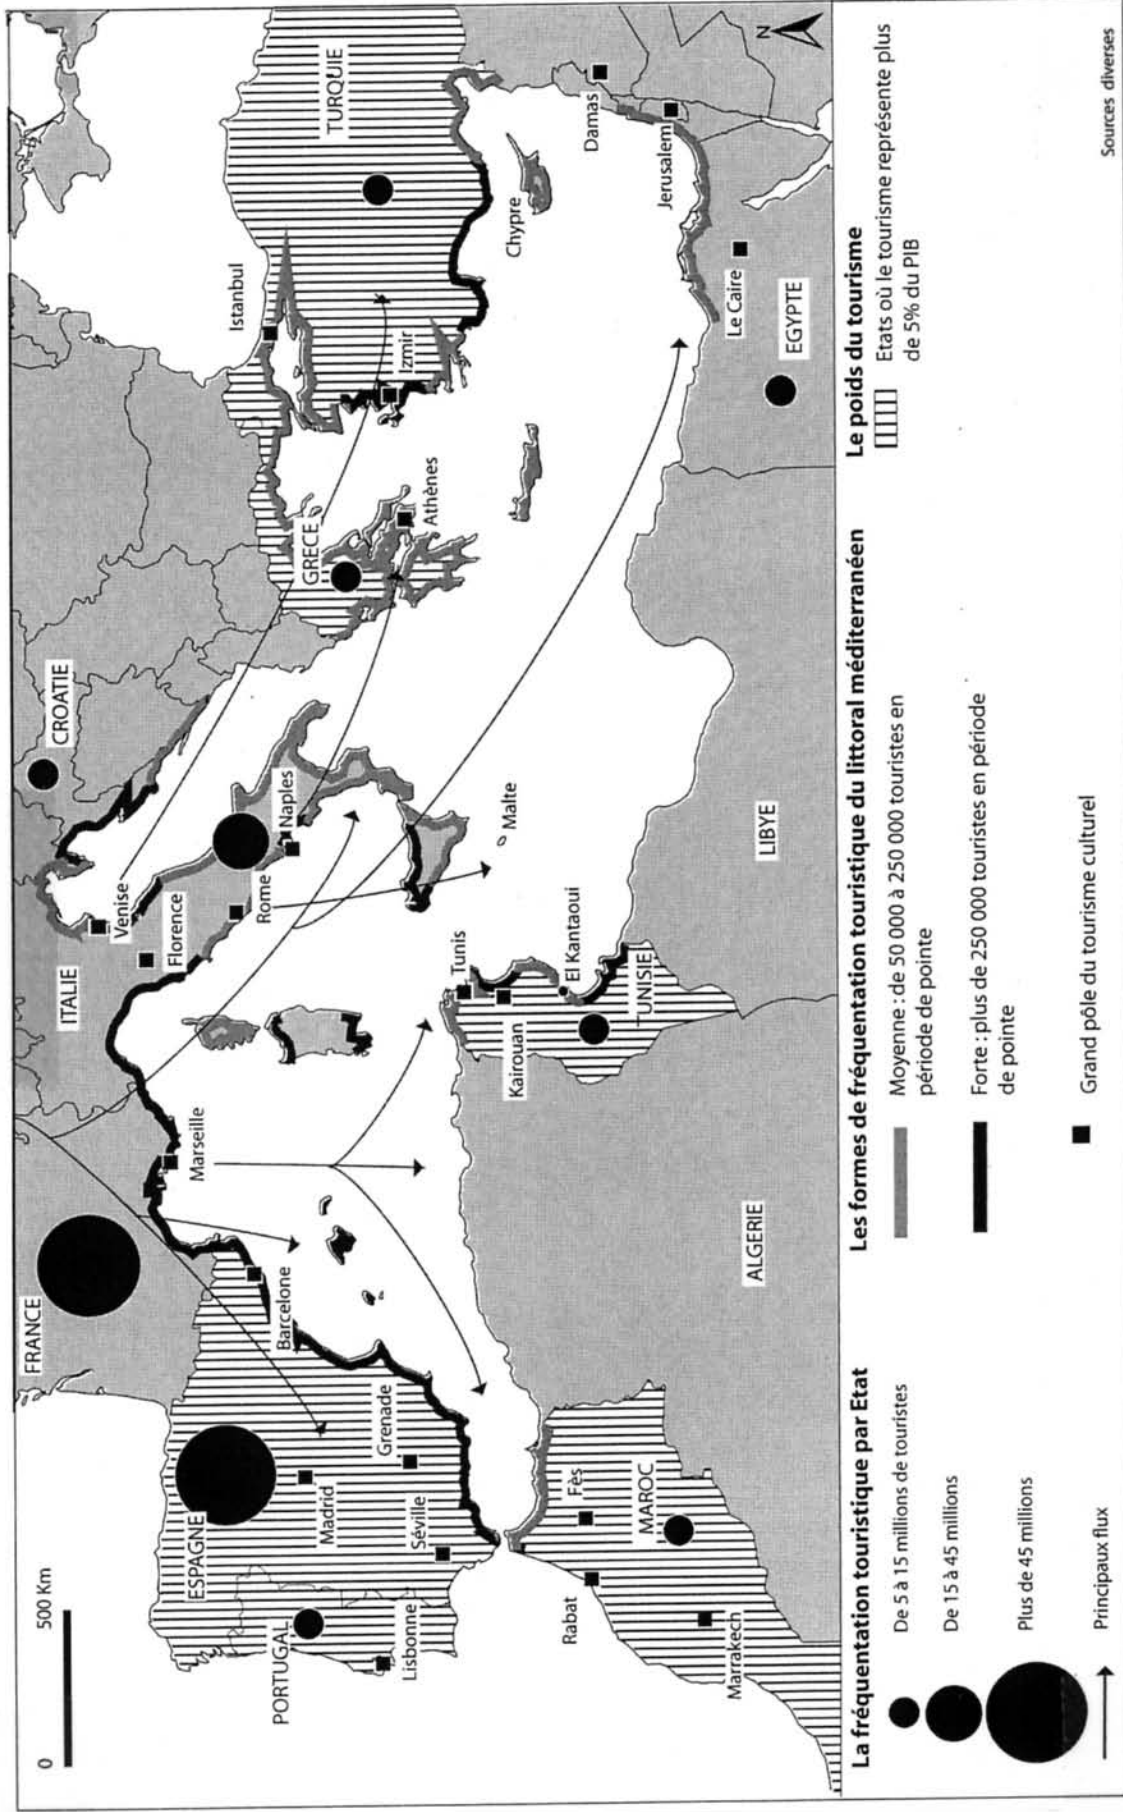 0 500 Km
FRANCE
ITALIE
CROATIE
TURQUIE
N
Venise
Florence
Istanbul
Marseille
Rome
Naples
GRECE
ESPAGNE
Barcelone
Izmir
Athènes
Madrid
Grenade
PORTUGAL
Séville
Lisbonne
Chypre
Damas
Malte
Tunis
Kairouan
El Kantaoui
TUNISIE
Jerusalem
Fès
Rabat
MAROC
Marrakech
ALGERIE
LIBYE
Le Caire
EGYPTE
La fréquentation touristique par Etat
De 5 à 15 millions de touristes
De 15 à 45 millions
Plus de 45 millions
Principaux flux
Les formes de fréquentation touristique du littoral méditerranéen
Moyenne : de 50 000 à 250 000 touristes en
période de pointe
Forte : plus de 250 000 touristes en période
de pointe
Grand pôle du tourisme culturel
Le poids du tourisme
Etats où le tourisme représente plus
de 5% du PIB
Sources diverses